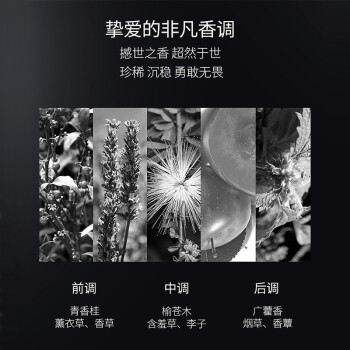 挚爱的非凡香调
撼世之香 超然于世
珍稀 沉稳 勇敢无畏
前调
中调
后调
青香桂
薰衣草、香草
榆苍木
含羞草、李子
广藿香
烟草、香蕈